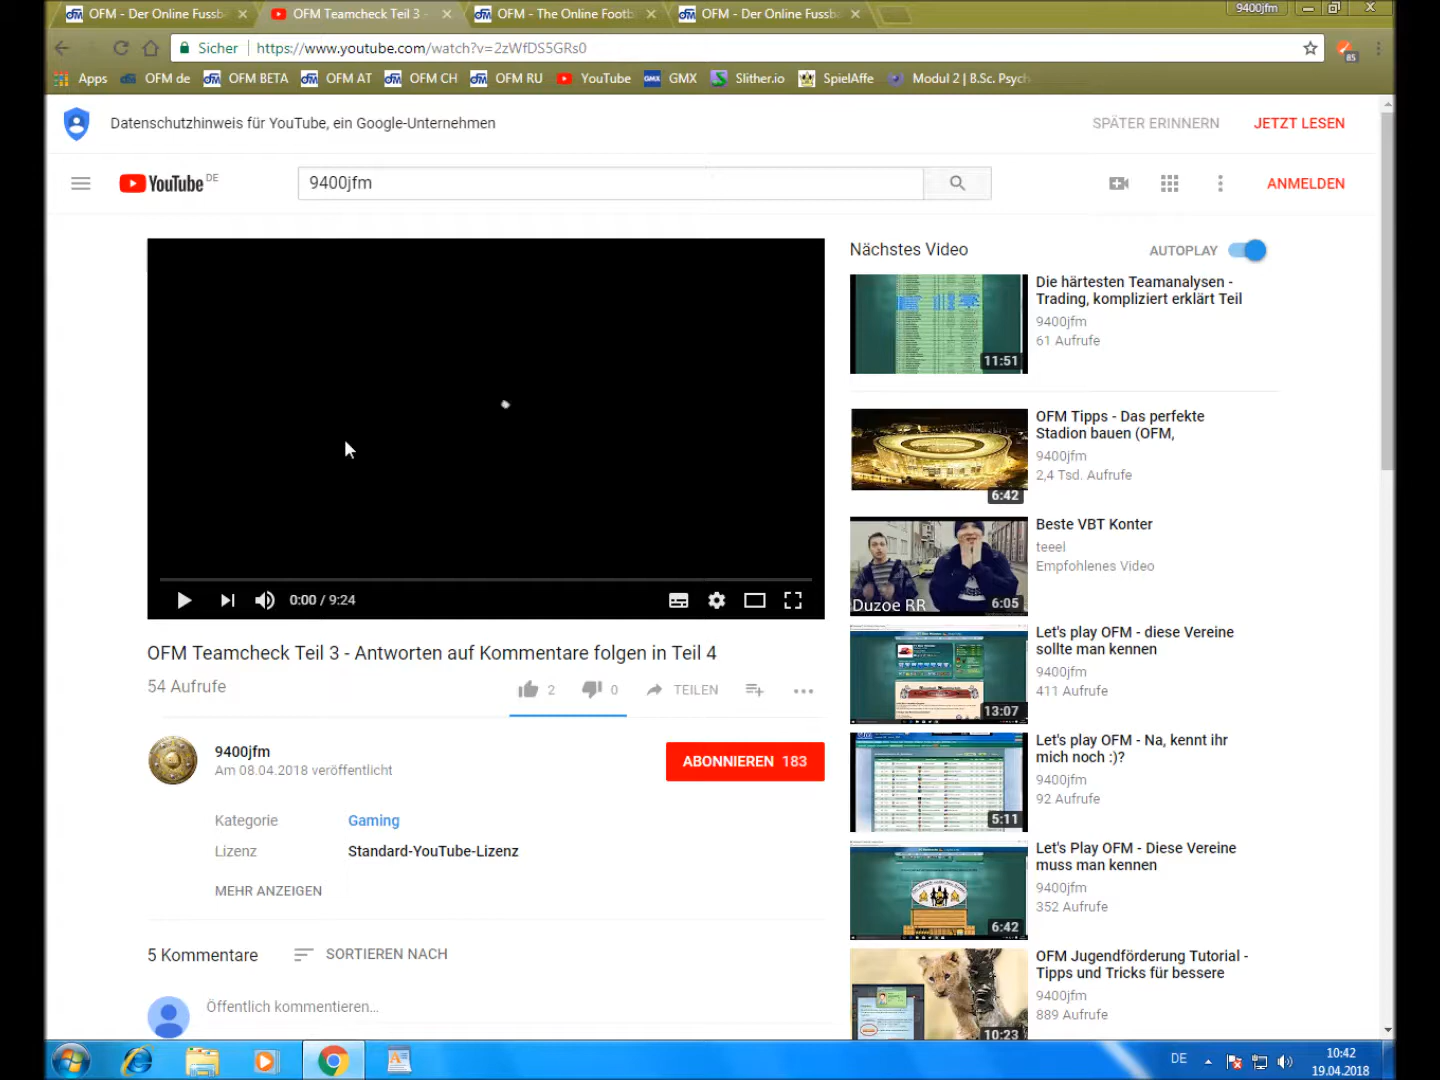 OFM - Der Online Fussb
OFM Teamcheck Teil 3 -
OFM - The Online Footb
OFM - Der Online Fussb
9400jfm
Sicher
https://www.youtube.com/watch?v=2zWfDS5GRs0
85
Apps
OFM de
OFM BETA
OFM AT
OFM CH
OFM RU
YouTube
GMX
Slither.io
SpielAffe
Modul 2 | B.Sc. Psych
Datenschutzhinweis für YouTube, ein Google-Unternehmen
SPÄTER ERINNERN
JETZT LESEN
YouTube DE
9400jfm
ANMELDEN
Nächstes Video
AUTOPLAY
Die härtesten Teamanalysen -
Trading, kompliziert erklärt Teil
9400jfm
61 Aufrufe
11:51
OFM Tipps - Das perfekte
Stadion bauen (OFM,
9400jfm
2,4 Tsd. Aufrufe
6:42
Beste VBT Konter
teeel
Empfohlenes Video
Duzoe RR
6:05
0:00 / 9:24
Let's play OFM - diese Vereine
sollte man kennen
9400jfm
411 Aufrufe
13:07
OFM Teamcheck Teil 3 - Antworten auf Kommentare folgen in Teil 4
54 Aufrufe
2
0
TEILEN
Let's play OFM - Na, kennt ihr
mich noch :)?
9400jfm
92 Aufrufe
5:11
9400jfm
Am 08.04.2018 veröffentlicht
ABONNIEREN 183
Kategorie
Gaming
Lizenz
Standard-YouTube-Lizenz
MEHR ANZEIGEN
Let's Play OFM - Diese Vereine
muss man kennen
9400jfm
352 Aufrufe
6:42
5 Kommentare
SORTIEREN NACH
Öffentlich kommentieren...
OFM Jugendförderung Tutorial -
Tipps und Tricks für bessere
9400jfm
889 Aufrufe
10:23
DE
10:42
19.04.2018